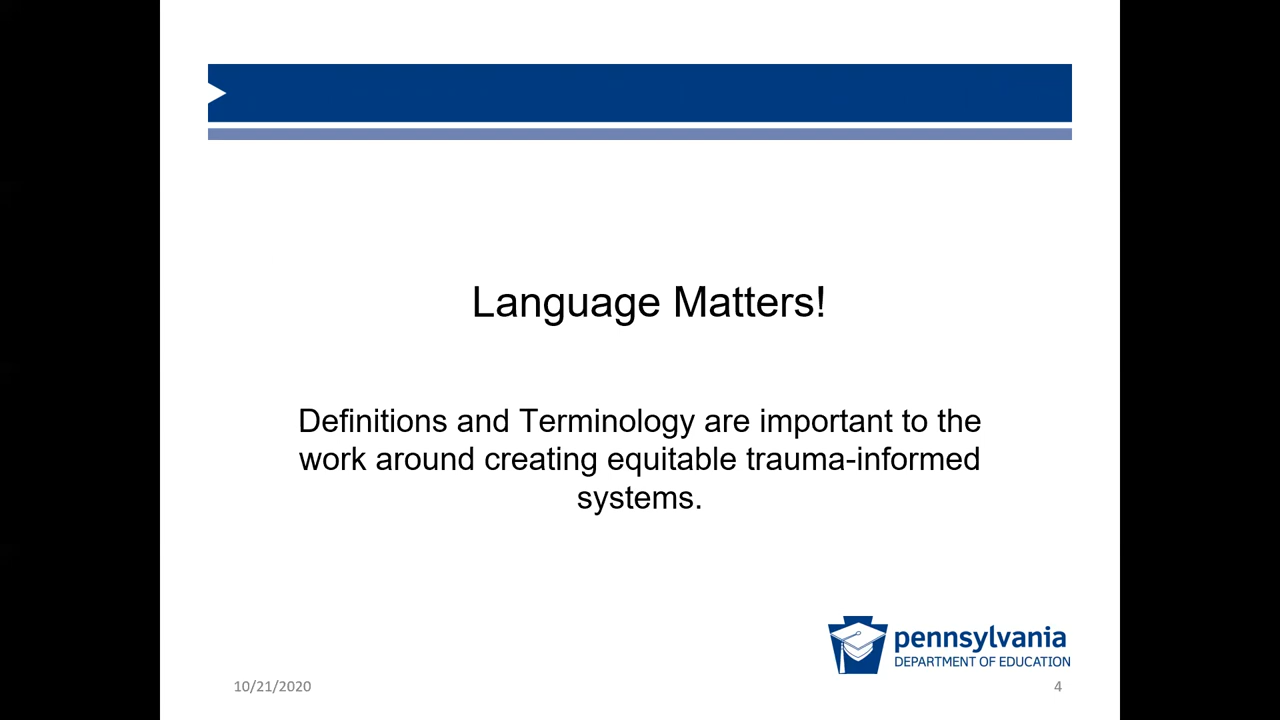 Language Matters!
Definitions and Terminology are important to the
work around creating equitable trauma-informed
systems.
pennsylvania
DEPARTMENT OF EDUCATION
10/21/2020
4